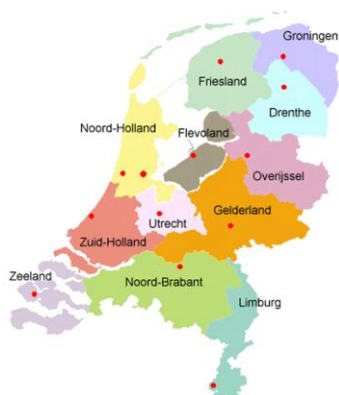 Groningen
Friesland
Drenthe
Noord-Holland
Flevoland
Overijssel
Gelderland
Utrecht
Zuid-Holland
Zeeland
Noord-Brabant
Limburg